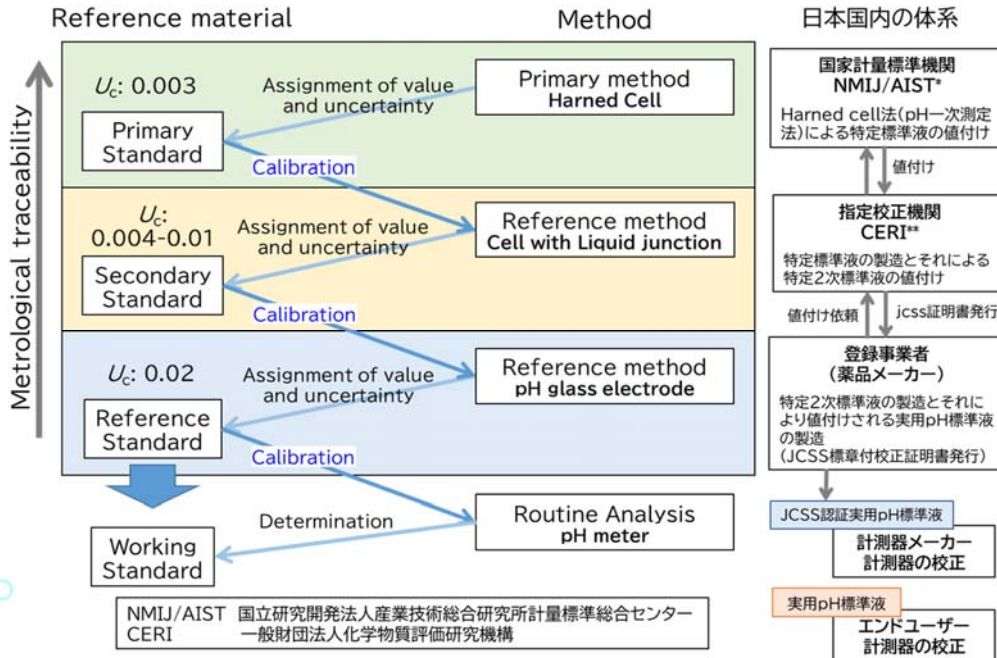 Reference material
Method
日本国内の体系
Metrological traceability
Uc: 0.003
Assignment of value
and uncertainty
Primary method
Harned Cell
Primary
Standard
Calibration
Uc:
0.004-0.01
Assignment of value
and uncertainty
Reference method
Cell with Liquid junction
Secondary
Standard
Calibration
Uc: 0.02
Assignment of value
and uncertainty
Reference method
pH glass electrode
Reference
Standard
Calibration
Determination
Routine Analysis
pH meter
Working
Standard
NMIJ/AIST 国立研究開発法人産業技術総合研究所計量標準総合センター
CERI 一般財団法人化学物質評価研究機構
国家計量標準機関
NMIJ/AIST*
Harned cell法(pH一次測定
法)による特定標準液の値付け
値付け
指定校正機関
CERI**
特定標準液の製造とそれによる
特定2次標準液の値付け
値付け依頼
jcss証明書発行
登録事業者
(薬品メーカー)
特定2次標準液の製造とそれに
より値付けされる実用pH標準液
の製造
(JCSS標章付校正証明書発行)
JCSS認証実用pH標準液
計測器メーカー
計測器の校正
実用pH標準液
エンドユーザー
計測器の校正